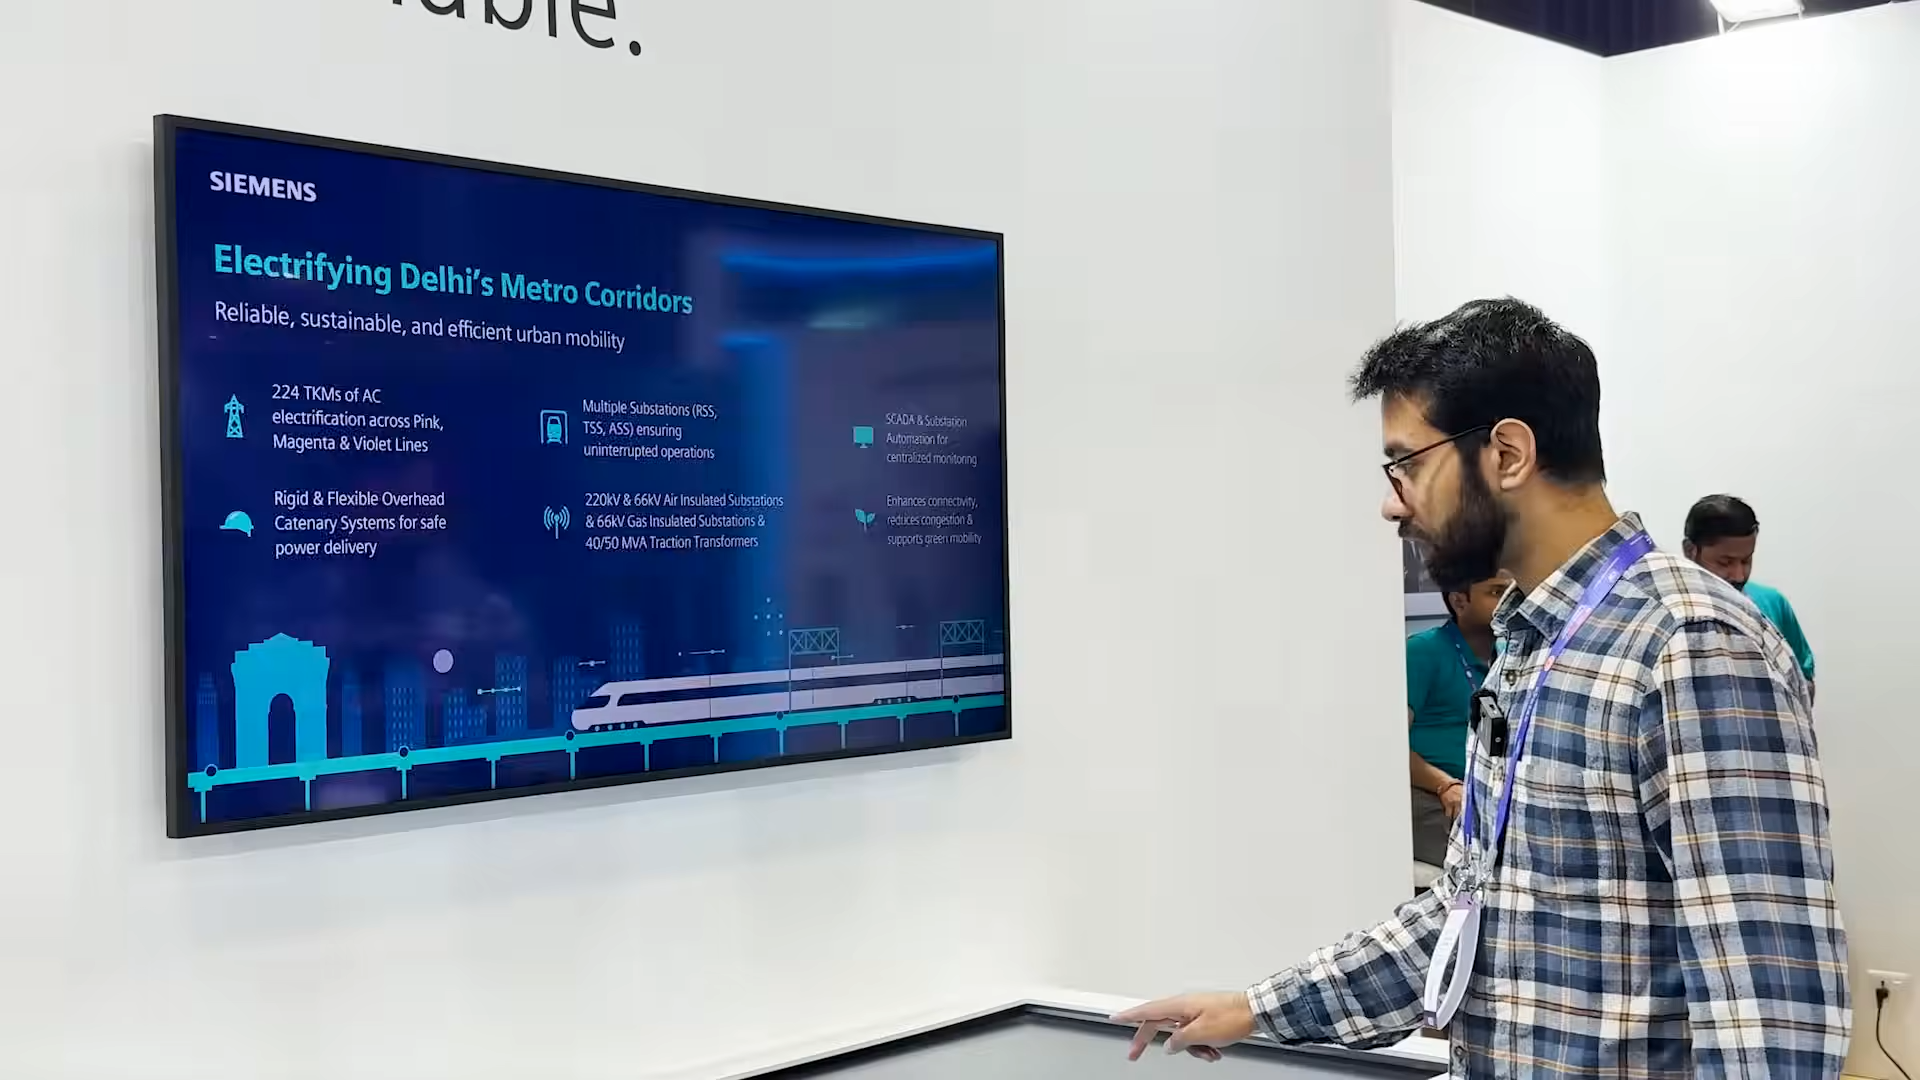 SIEMENS
Electrifying Delhi's Metro Corridors
Reliable, sustainable, and efficient urban mobility
224 TKMs of AC
electrification across Pink,
Magenta & Violet Lines
Multiple Substations (RSS,
TSS, ASS) ensuring
uninterrupted operations
SCADA & Substation
Automation for
centralized monitoring
Rigid & Flexible Overhead
Catenary Systems for safe
power delivery
220kV & 66kV Air Insulated Substations
& 66kV Gas Insulated Substations &
40/50 MVA Traction Transformers
Enhances connectivity,
reduces congestion &
supports green mobility